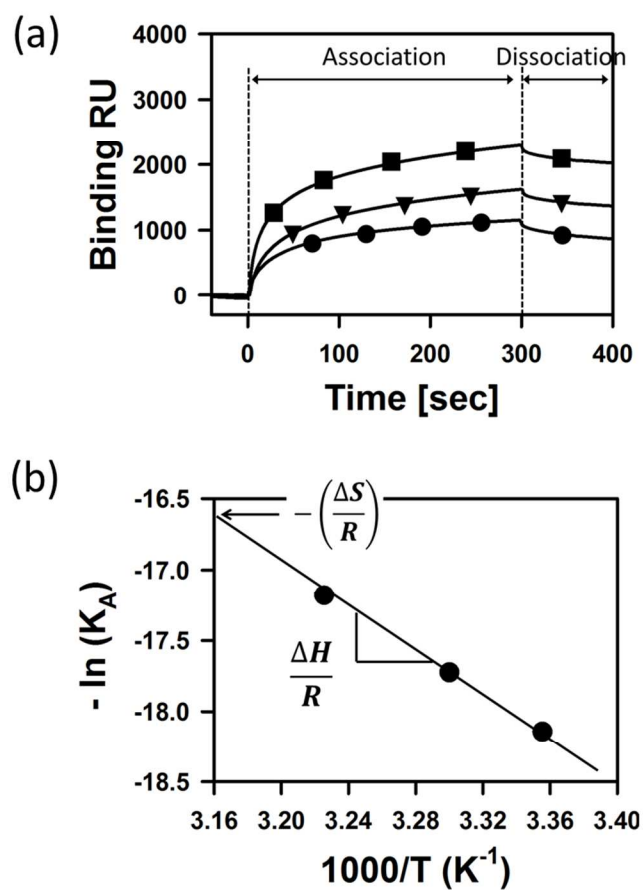 (a)
4000
3000
2000
1000
0
Binding RU
Association
Dissociation
0 100 200 300 400
Time [sec]
(b)
-16.5
-17.0
-17.5
-18.0
-18.5
- ln (K_A)
−(ΔS/R)
ΔH/R
3.16 3.20 3.24 3.28 3.32 3.36 3.40
1000/T (K⁻¹)